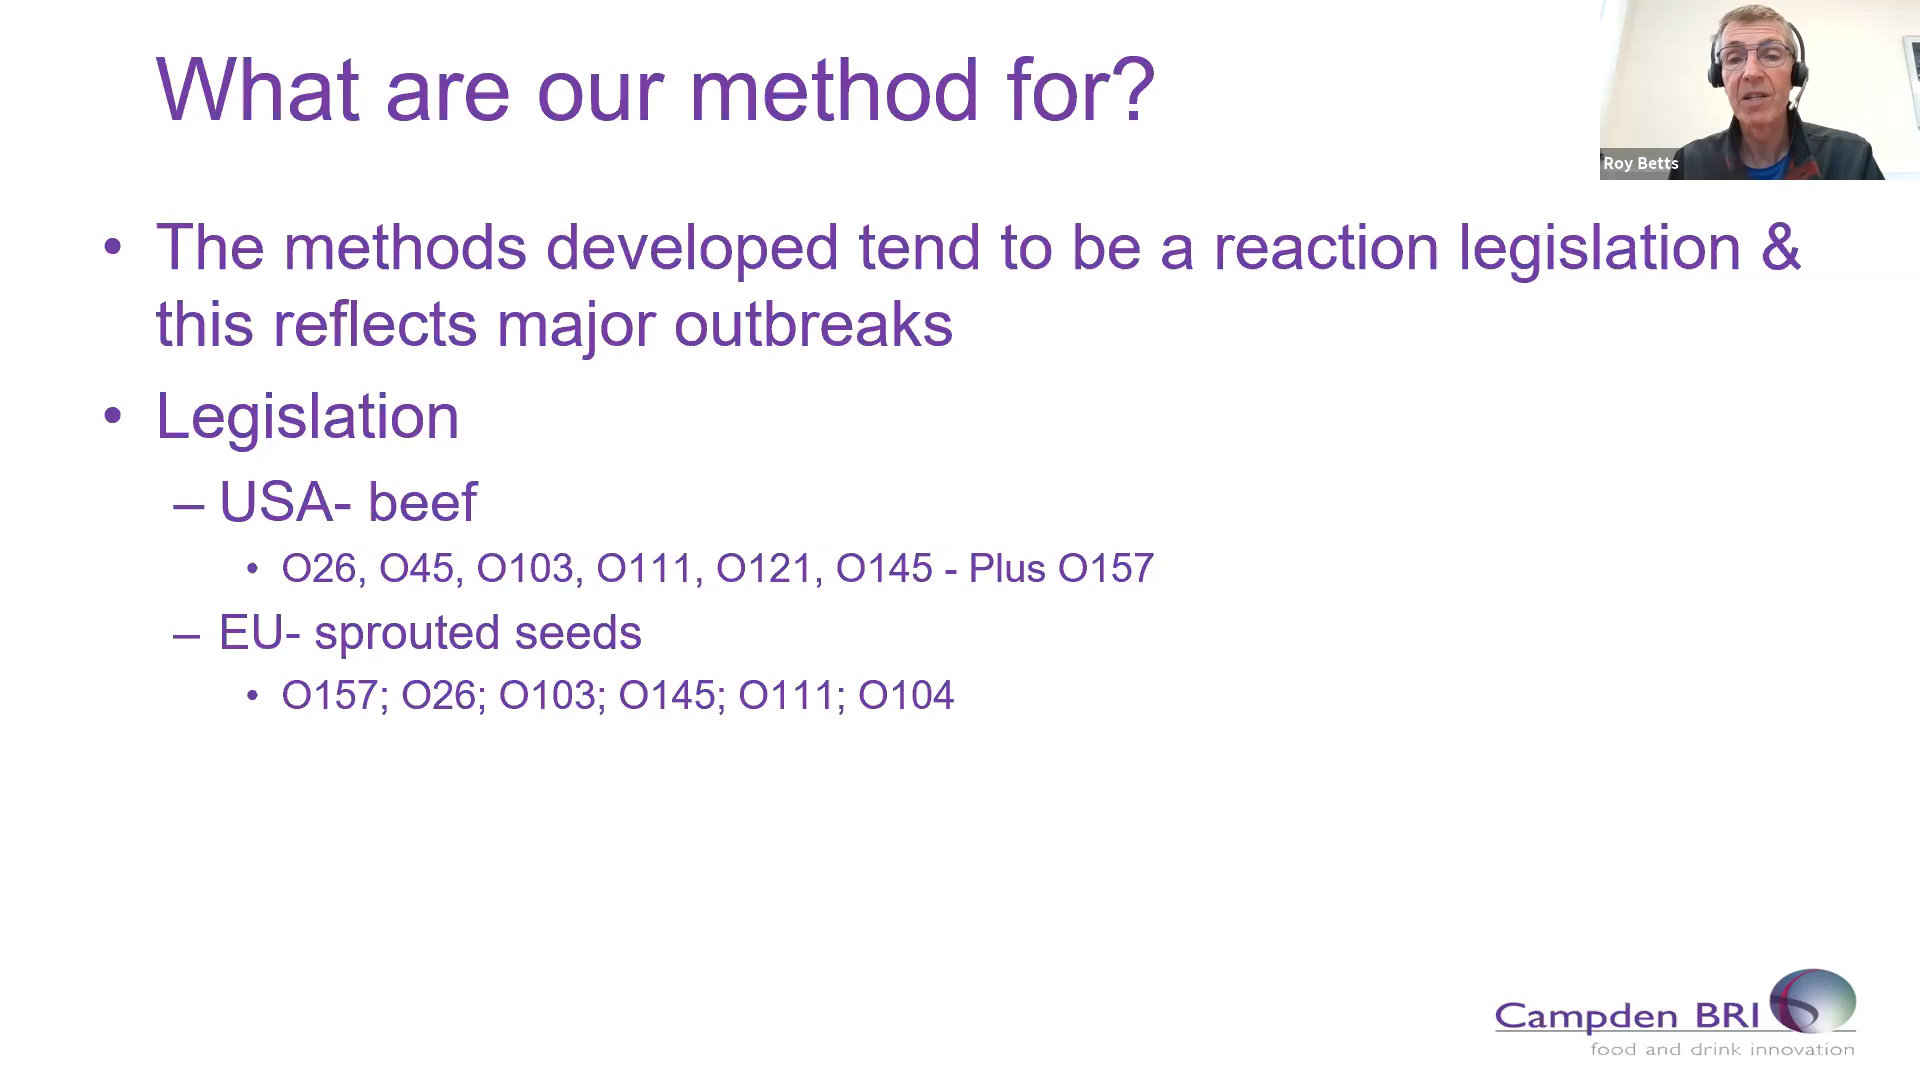 What are our method for?
Roy Betts
• The methods developed tend to be a reaction legislation &
this reflects major outbreaks
• Legislation
– USA- beef
• O26, O45, O103, O111, O121, O145 - Plus O157
– EU- sprouted seeds
• O157; O26; O103; O145; O111; O104
Campden BRI
food and drink innovation